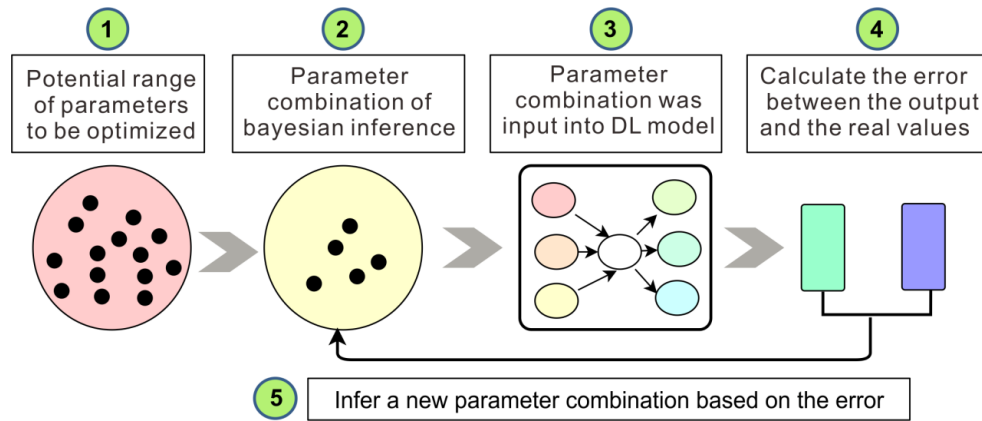 1
Potential range
of parameters
to be optimized
2
Parameter
combination of
bayesian inference
3
Parameter
combination was
input into DL model
4
Calculate the error
between the output
and the real values
5
Infer a new parameter combination based on the error